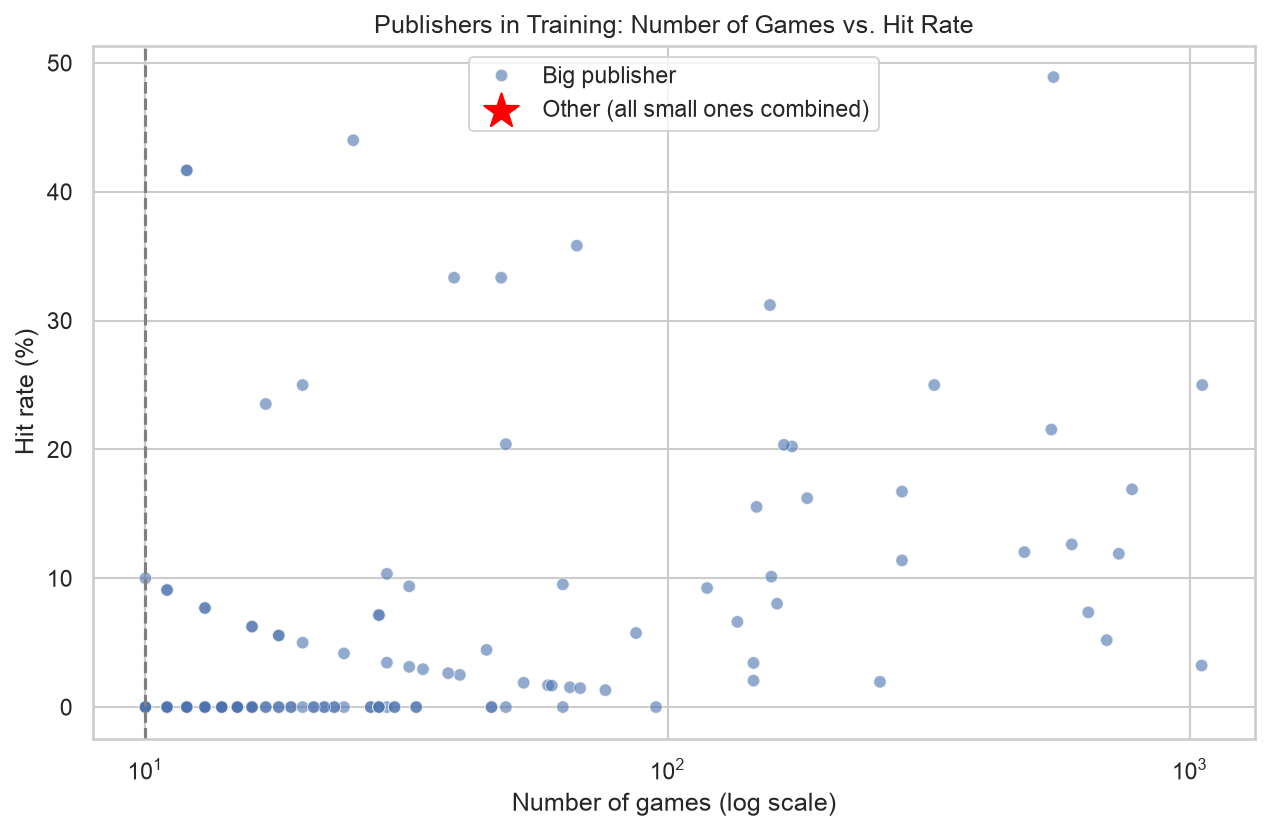 Publishers in Training: Number of Games vs. Hit Rate
Big publisher
Other (all small ones combined)
50
40
30
20
10
0
Hit rate (%)
10¹
10²
10³
Number of games (log scale)